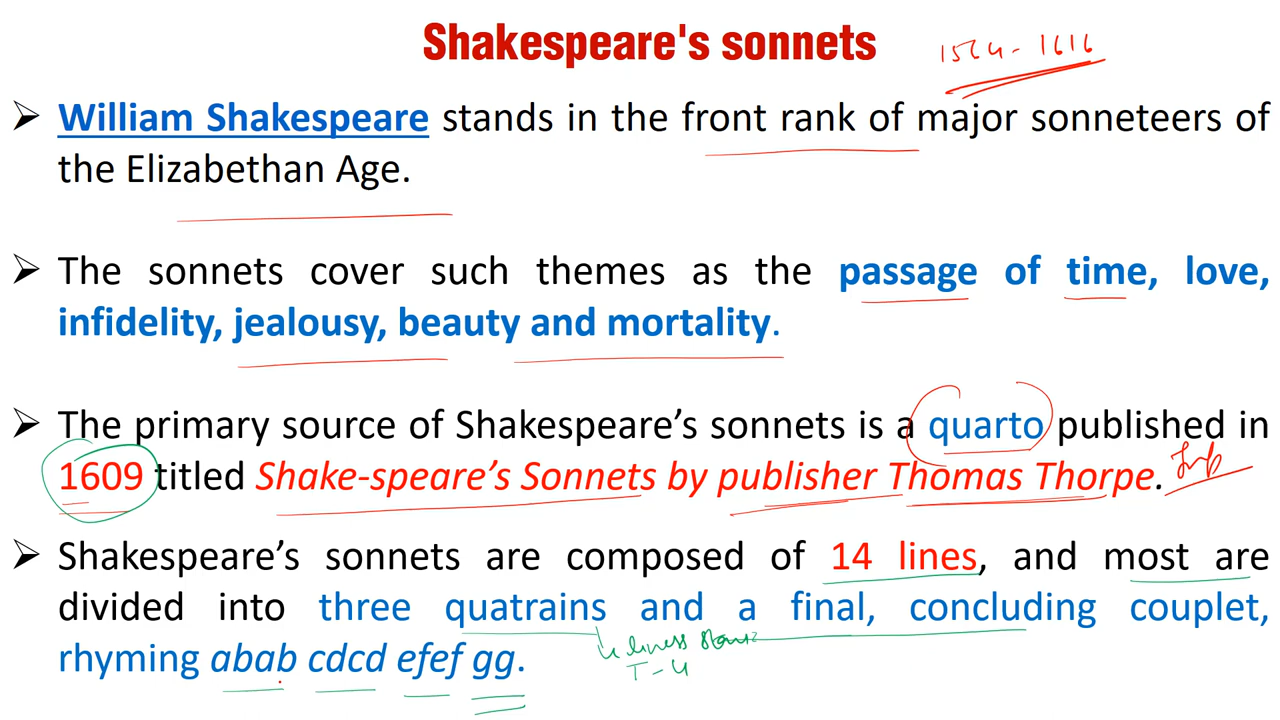 Shakespeare's sonnets
1564 - 1616
➢ William Shakespeare stands in the front rank of major sonneteers of
the Elizabethan Age.
➢ The sonnets cover such themes as the passage of time, love,
infidelity, jealousy, beauty and mortality.
➢ The primary source of Shakespeare’s sonnets is a quarto published in
1609 titled Shake-speare’s Sonnets by publisher Thomas Thorpe.
➢ Shakespeare’s sonnets are composed of 14 lines, and most are
divided into three quatrains and a final, concluding couplet,
rhyming abab cdcd efef gg.